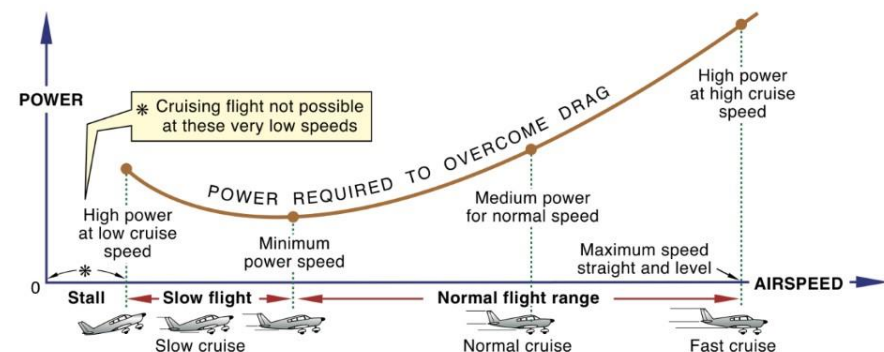 POWER
* Cruising flight not possible
at these very low speeds
POWER REQUIRED TO OVERCOME DRAG
High power
at high cruise
speed
High power
at low cruise
speed
Minimum
power speed
Medium power
for normal speed
Maximum speed
straight and level
*
0
AIRSPEED
Stall
Slow flight
Normal flight range
Slow cruise
Normal cruise
Fast cruise